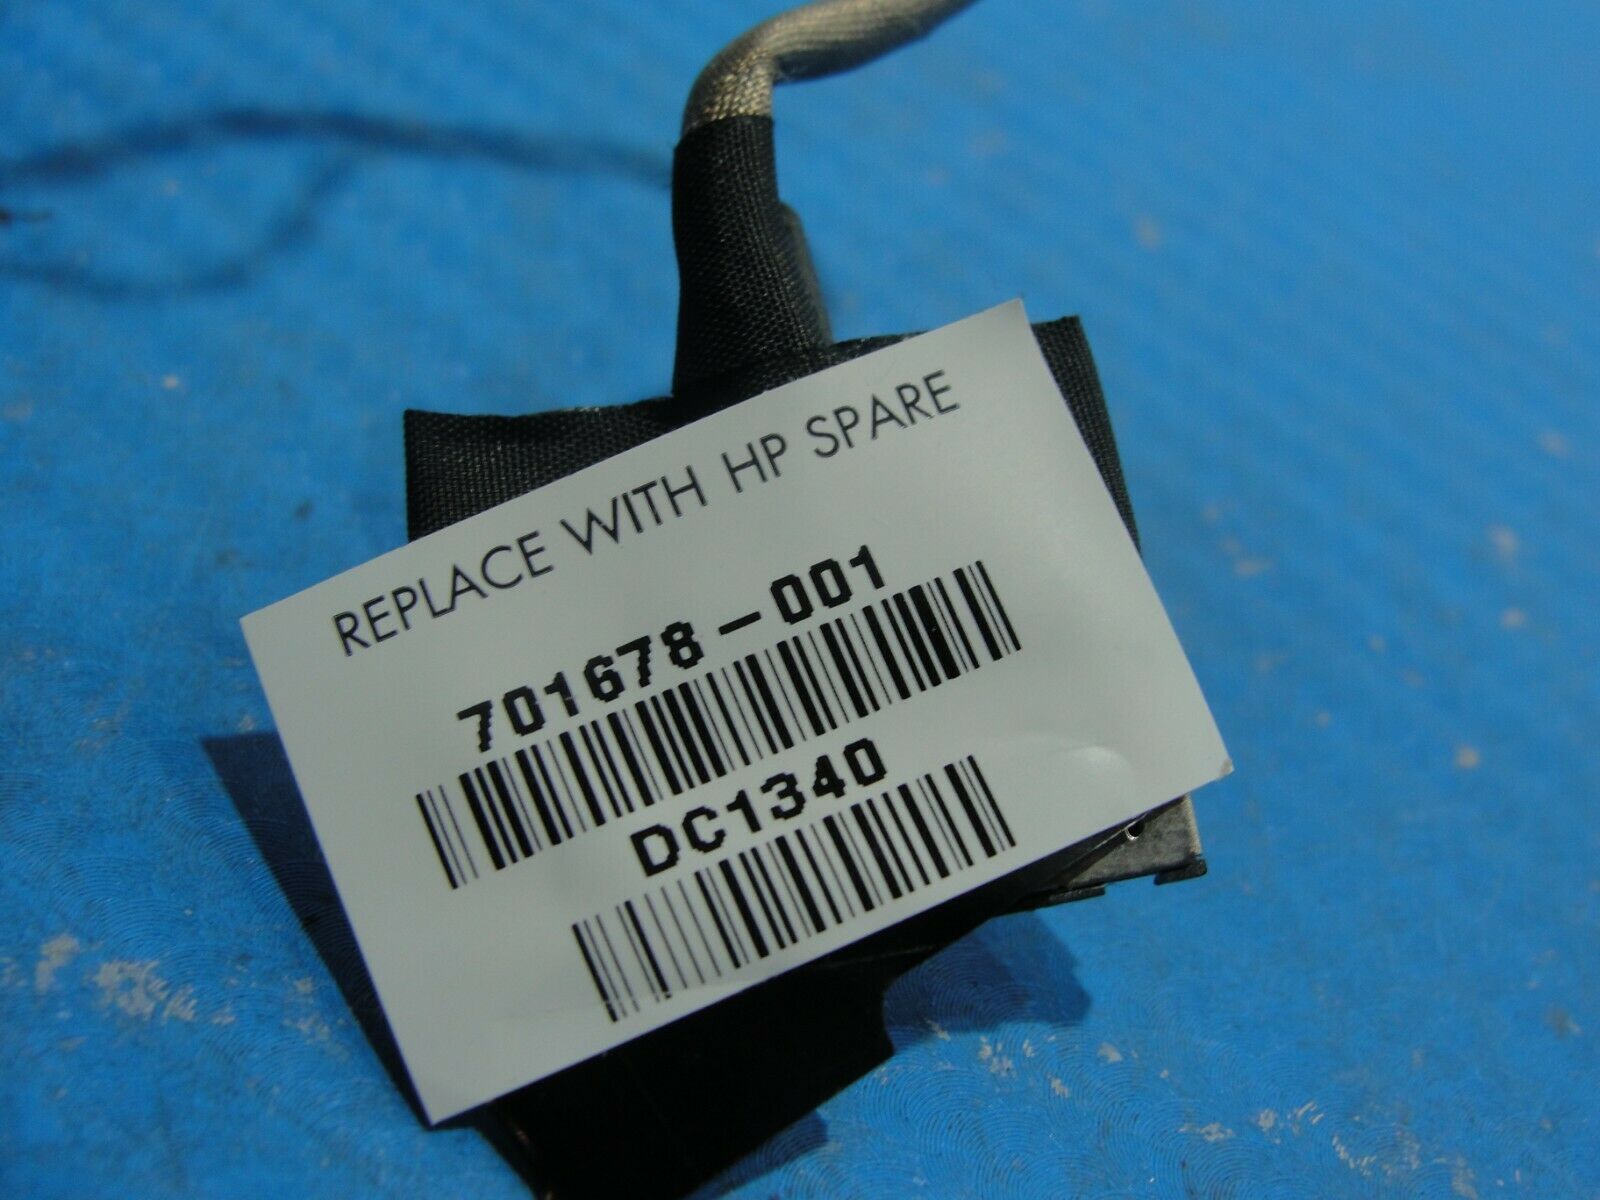 REPLACE WITH HP SPARE
701678-001
DC1340